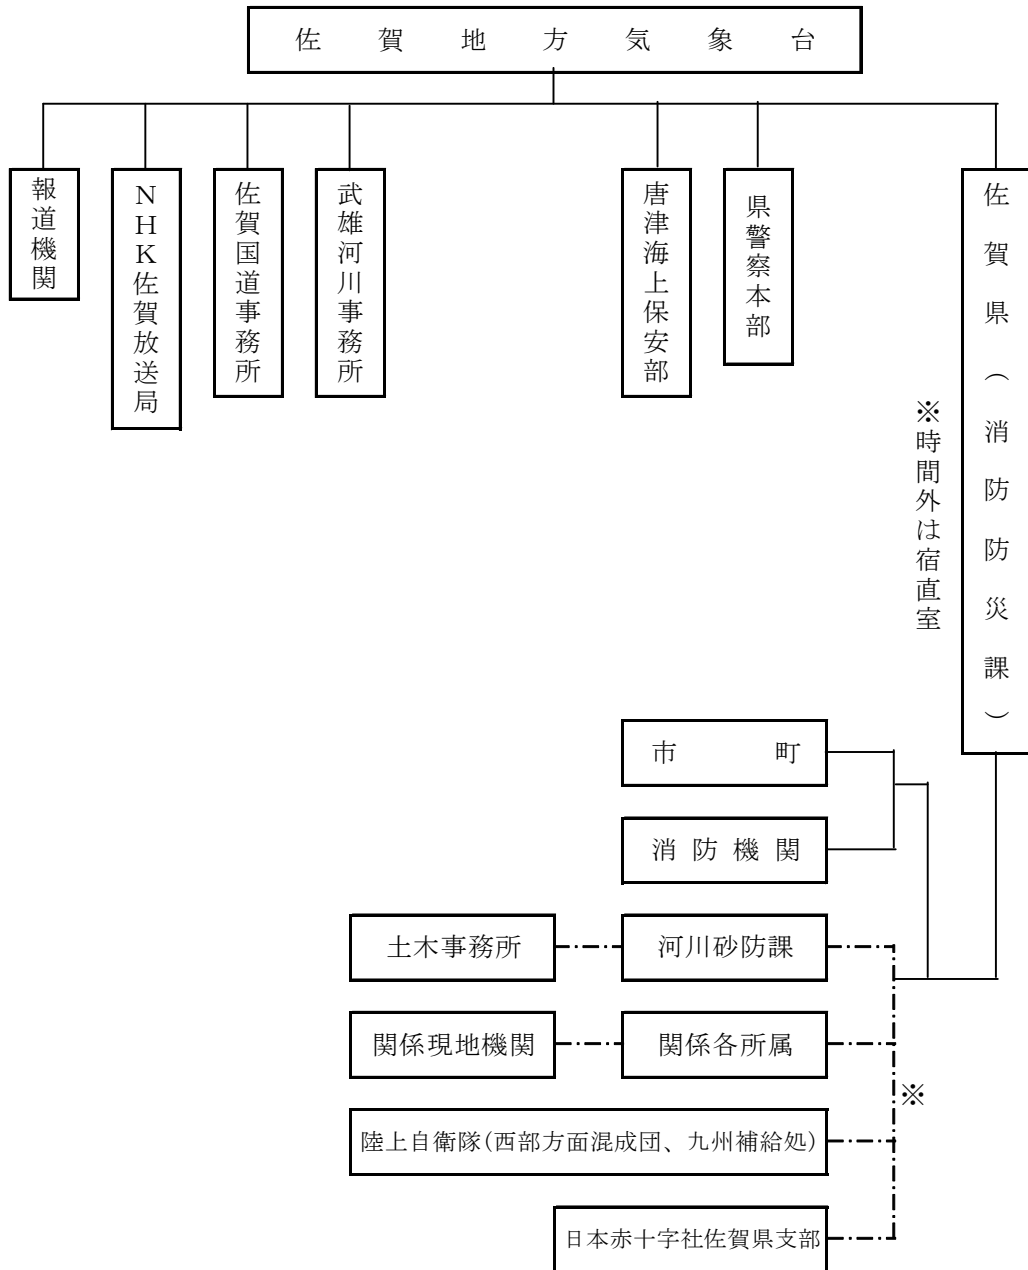 佐賀地方気象台
報道機関
NHK佐賀放送局
佐賀国道事務所
武雄河川事務所
唐津海上保安部
県警察本部
佐賀県(消防防災課)
※時間外は宿直室
市町
消防機関
土木事務所
河川砂防課
関係現地機関
関係各所属
※
陸上自衛隊(西部方面混成団、九州補給処)
日本赤十字社佐賀県支部